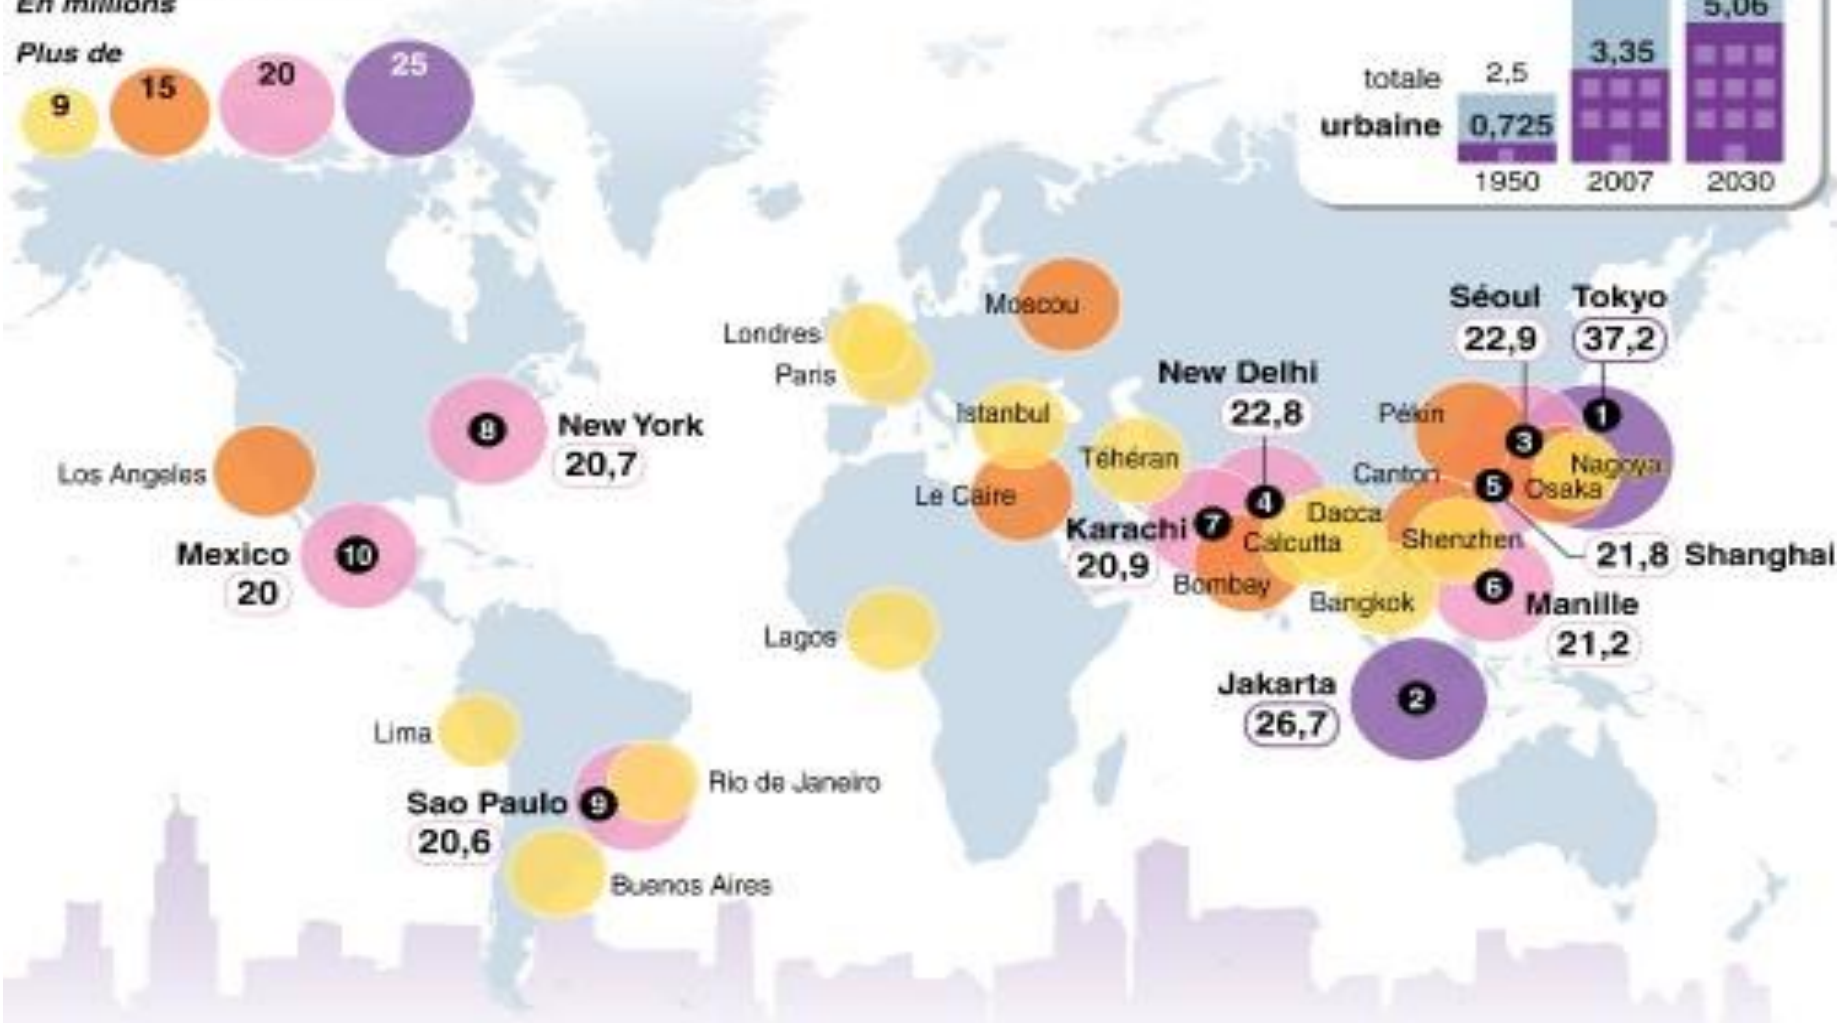 En millions
Plus de
9
15
20
25
5,06
3,35
totale
2,5
urbaine
0,725
1950
2007
2030
Moscou
Séoul
Tokyo
22,9
37,2
Londres
Paris
New Delhi
22,8
1
Istanbul
Pékin
3
8
New York
20,7
Téhéran
Nagoya
Los Angeles
Canton
5
Osaka
Le Caire
4
Dacca
Karachi
7
20,9
Calcutta
Shenzhen
Mexico
10
20
21,8 Shanghai
Bombay
Bangkok
6
Manille
21,2
Lagos
Jakarta
2
26,7
Lima
Rio de Janeiro
Sao Paulo
9
20,6
Buenos Aires